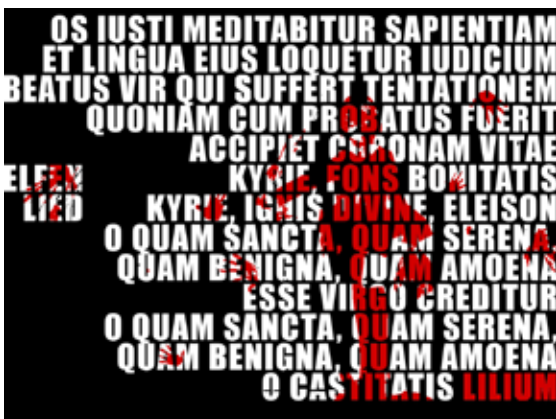 OS IUSTI MEDITABITUR SAPIENTIAM
ET LINGUA EIUS LOQUETUR IUDICIUM
BEATUS VIR QUI SUFFERT TENTATIONEM
QUONIAM CUM PROBATUS FUERIT
ACCIPIET CORONAM VITAE
ELFEN KYRIE, FONS BONITATIS
LIED KYRIE, IGNIS DIVINE, ELEISON
O QUAM SANCTA, QUAM SERENA,
QUAM BENIGNA, QUAM AMOENA
ESSE VIRGO CREDITUR
O QUAM SANCTA, QUAM SERENA,
QUAM BENIGNA, QUAM AMOENA
O CASTITATIS LILIUM